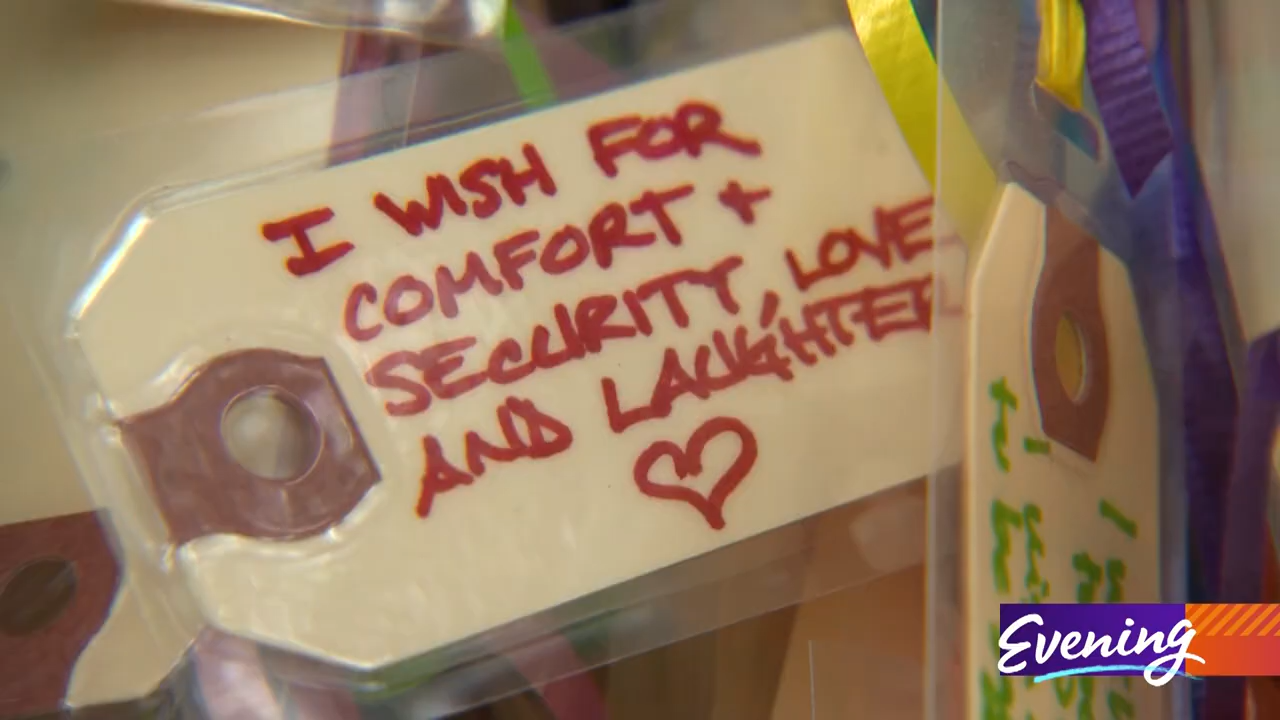 I WISH FOR
COMFORT +
SECURITY, LOVE
AND LAUGHTER
Evening